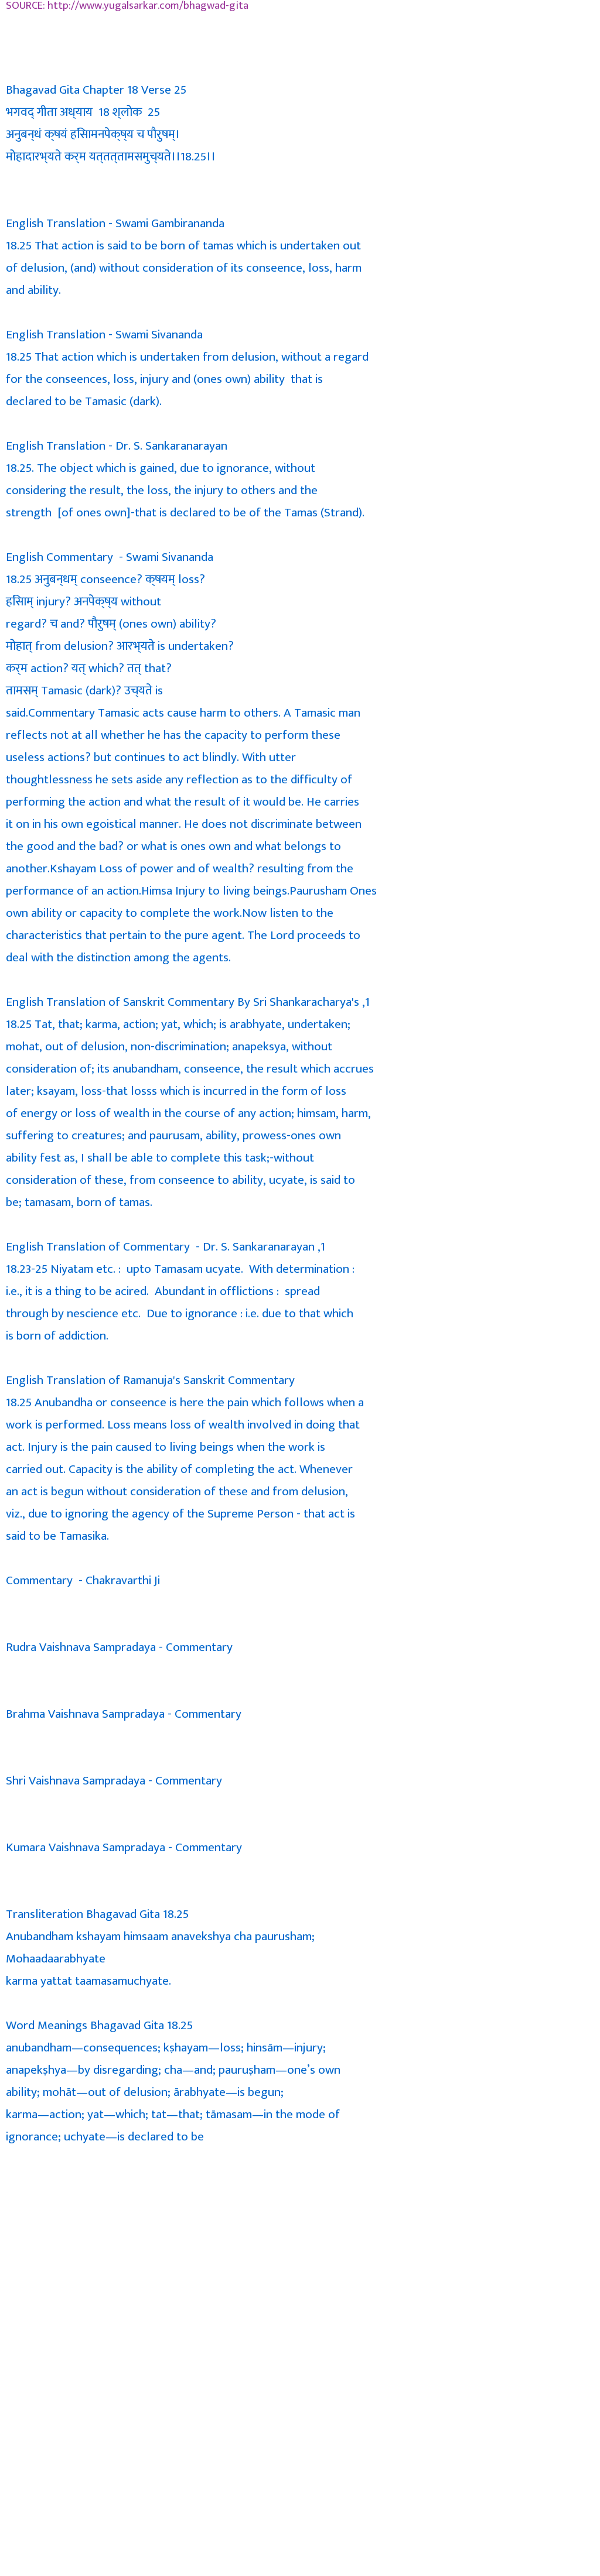 SOURCE: http://www.yugalsarkar.com/bhagwad-gita
Bhagavad Gita Chapter 18 Verse 25
भगवद् गीता अध्याय 18 श्लोक 25
अनुबन्धं क्षयं हिंसामनपेक्ष्य च पौरुषम्।
मोहादारभ्यते कर्म यत्तत्तामसमुच्यते।।18.25।।
English Translation - Swami Gambirananda
18.25 That action is said to be born of tamas which is undertaken out
of delusion, (and) without consideration of its conseence, loss, harm
and ability.
English Translation - Swami Sivananda
18.25 That action which is undertaken from delusion, without a regard
for the conseences, loss, injury and (ones own) ability that is
declared to be Tamasic (dark).
English Translation - Dr. S. Sankaranarayan
18.25. The object which is gained, due to ignorance, without
considering the result, the loss, the injury to others and the
strength [of ones own]-that is declared to be of the Tamas (Strand).
English Commentary - Swami Sivananda
18.25 अनुबन्धम् conseence? क्षयम् loss?
हिंसाम् injury? अनपेक्ष्य without
regard? च and? पौरुषम् (ones own) ability?
मोहात् from delusion? आरभ्यते is undertaken?
कर्म action? यत् which? तत् that?
तामसम् Tamasic (dark)? उच्यते is
said.Commentary Tamasic acts cause harm to others. A Tamasic man
reflects not at all whether he has the capacity to perform these
useless actions? but continues to act blindly. With utter
thoughtlessness he sets aside any reflection as to the difficulty of
performing the action and what the result of it would be. He carries
it on in his own egoistical manner. He does not discriminate between
the good and the bad? or what is ones own and what belongs to
another.Kshayam Loss of power and of wealth? resulting from the
performance of an action.Himsa Injury to living beings.Paurusham Ones
own ability or capacity to complete the work.Now listen to the
characteristics that pertain to the pure agent. The Lord proceeds to
deal with the distinction among the agents.
English Translation of Sanskrit Commentary By Sri Shankaracharya's ,1
18.25 Tat, that; karma, action; yat, which; is arabhyate, undertaken;
mohat, out of delusion, non-discrimination; anapeksya, without
consideration of; its anubandham, conseence, the result which accrues
later; ksayam, loss-that losss which is incurred in the form of loss
of energy or loss of wealth in the course of any action; himsam, harm,
suffering to creatures; and paurusam, ability, prowess-ones own
ability fest as, I shall be able to complete this task;-without
consideration of these, from conseence to ability, ucyate, is said to
be; tamasam, born of tamas.
English Translation of Commentary - Dr. S. Sankaranarayan ,1
18.23-25 Niyatam etc. : upto Tamasam ucyate. With determination :
i.e., it is a thing to be acired. Abundant in offlictions : spread
through by nescience etc. Due to ignorance : i.e. due to that which
is born of addiction.
English Translation of Ramanuja's Sanskrit Commentary
18.25 Anubandha or conseence is here the pain which follows when a
work is performed. Loss means loss of wealth involved in doing that
act. Injury is the pain caused to living beings when the work is
carried out. Capacity is the ability of completing the act. Whenever
an act is begun without consideration of these and from delusion,
viz., due to ignoring the agency of the Supreme Person - that act is
said to be Tamasika.
Commentary - Chakravarthi Ji
Rudra Vaishnava Sampradaya - Commentary
Brahma Vaishnava Sampradaya - Commentary
Shri Vaishnava Sampradaya - Commentary
Kumara Vaishnava Sampradaya - Commentary
Transliteration Bhagavad Gita 18.25
Anubandham kshayam himsaam anavekshya cha paurusham;
Mohaadaarabhyate
karma yattat taamasamuchyate.
Word Meanings Bhagavad Gita 18.25
anubandham—consequences; kṣhayam—loss; hinsām—injury;
anapekṣhya—by disregarding; cha—and; pauruṣham—one’s own
ability; mohāt—out of delusion; ārabhyate—is begun;
karma—action; yat—which; tat—that; tāmasam—in the mode of
ignorance; uchyate—is declared to be